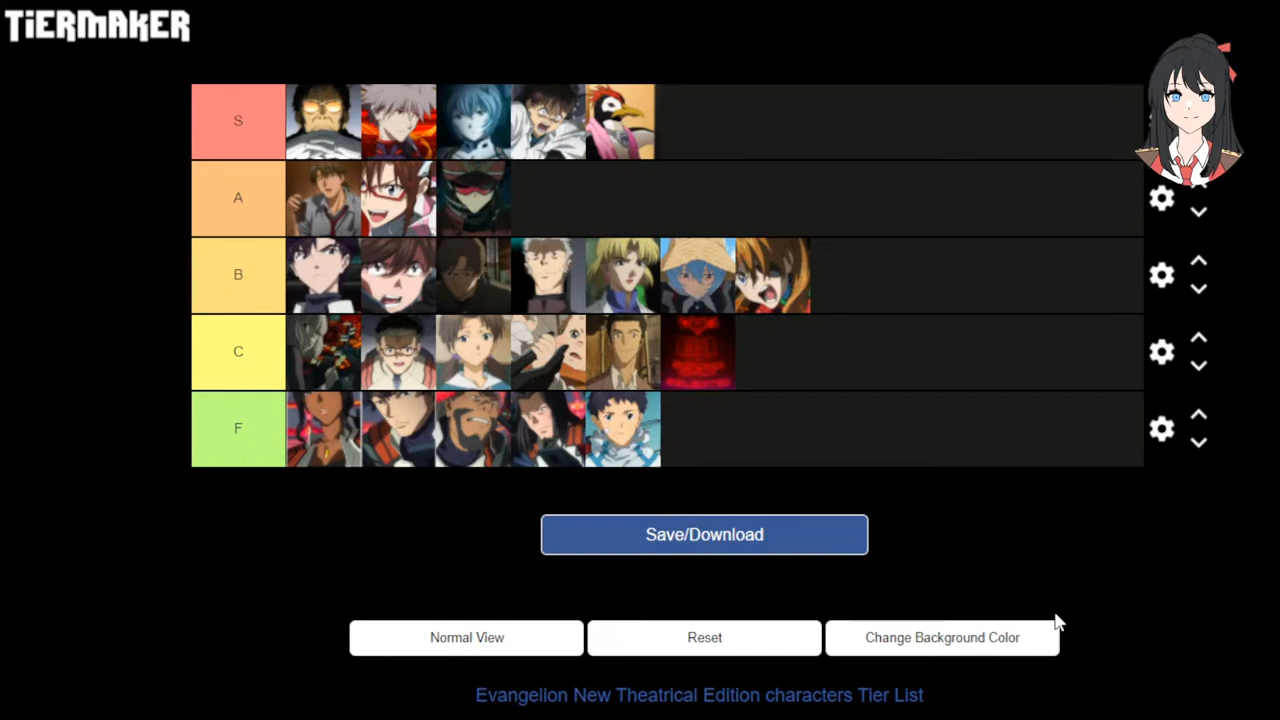 TiERMAKER
S
A
B
C
F
Save/Download
Normal View
Reset
Change Background Color
Evangelion New Theatrical Edition characters Tier List